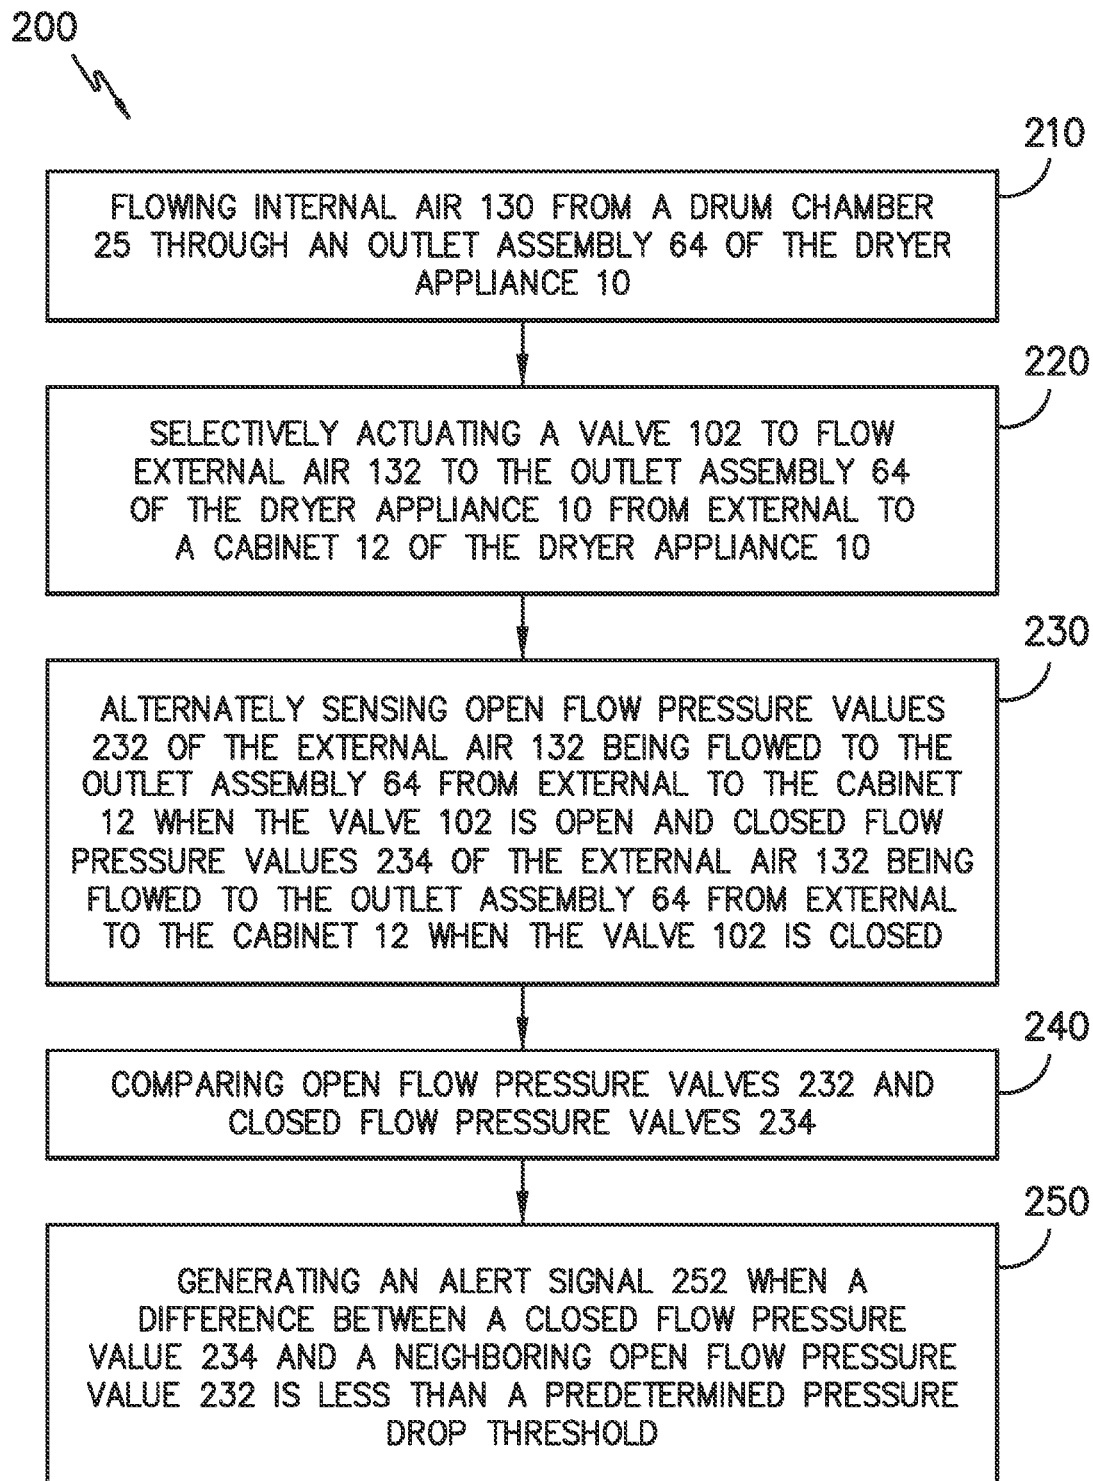 200
210
FLOWING INTERNAL AIR 130 FROM A DRUM CHAMBER
25 THROUGH AN OUTLET ASSEMBLY 64 OF THE DRYER
APPLIANCE 10
220
SELECTIVELY ACTUATING A VALVE 102 TO FLOW
EXTERNAL AIR 132 TO THE OUTLET ASSEMBLY 64
OF THE DRYER APPLIANCE 10 FROM EXTERNAL TO
A CABINET 12 OF THE DRYER APPLIANCE 10
230
ALTERNATELY SENSING OPEN FLOW PRESSURE VALUES
232 OF THE EXTERNAL AIR 132 BEING FLOWED TO THE
OUTLET ASSEMBLY 64 FROM EXTERNAL TO THE CABINET
12 WHEN THE VALVE 102 IS OPEN AND CLOSED FLOW
PRESSURE VALUES 234 OF THE EXTERNAL AIR 132 BEING
FLOWED TO THE OUTLET ASSEMBLY 64 FROM EXTERNAL
TO THE CABINET 12 WHEN THE VALVE 102 IS CLOSED
240
COMPARING OPEN FLOW PRESSURE VALVES 232 AND
CLOSED FLOW PRESSURE VALVES 234
250
GENERATING AN ALERT SIGNAL 252 WHEN A
DIFFERENCE BETWEEN A CLOSED FLOW PRESSURE
VALUE 234 AND A NEIGHBORING OPEN FLOW PRESSURE
VALUE 232 IS LESS THAN A PREDETERMINED PRESSURE
DROP THRESHOLD